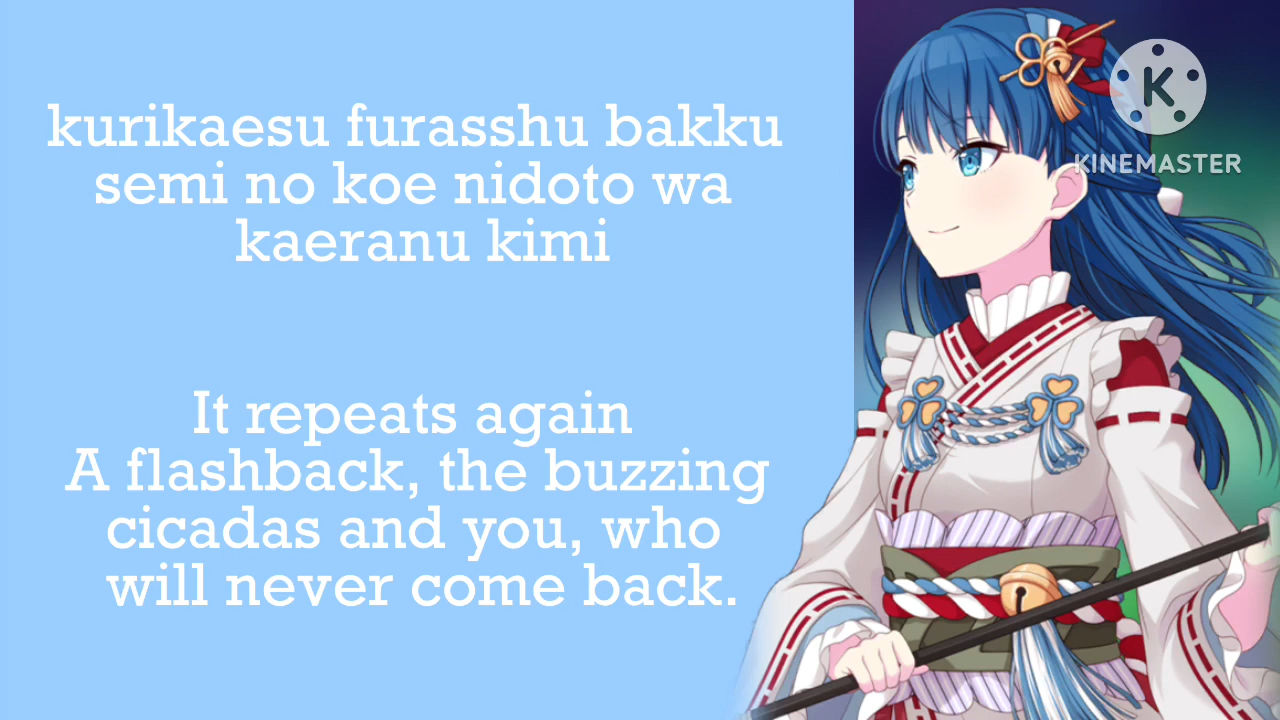 kurikaesu furasshu bakku
semi no koe nidoto wa
kaeranu kimi
It repeats again
A flashback, the buzzing
cicadas and you, who
will never come back.
K
KINEMASTER